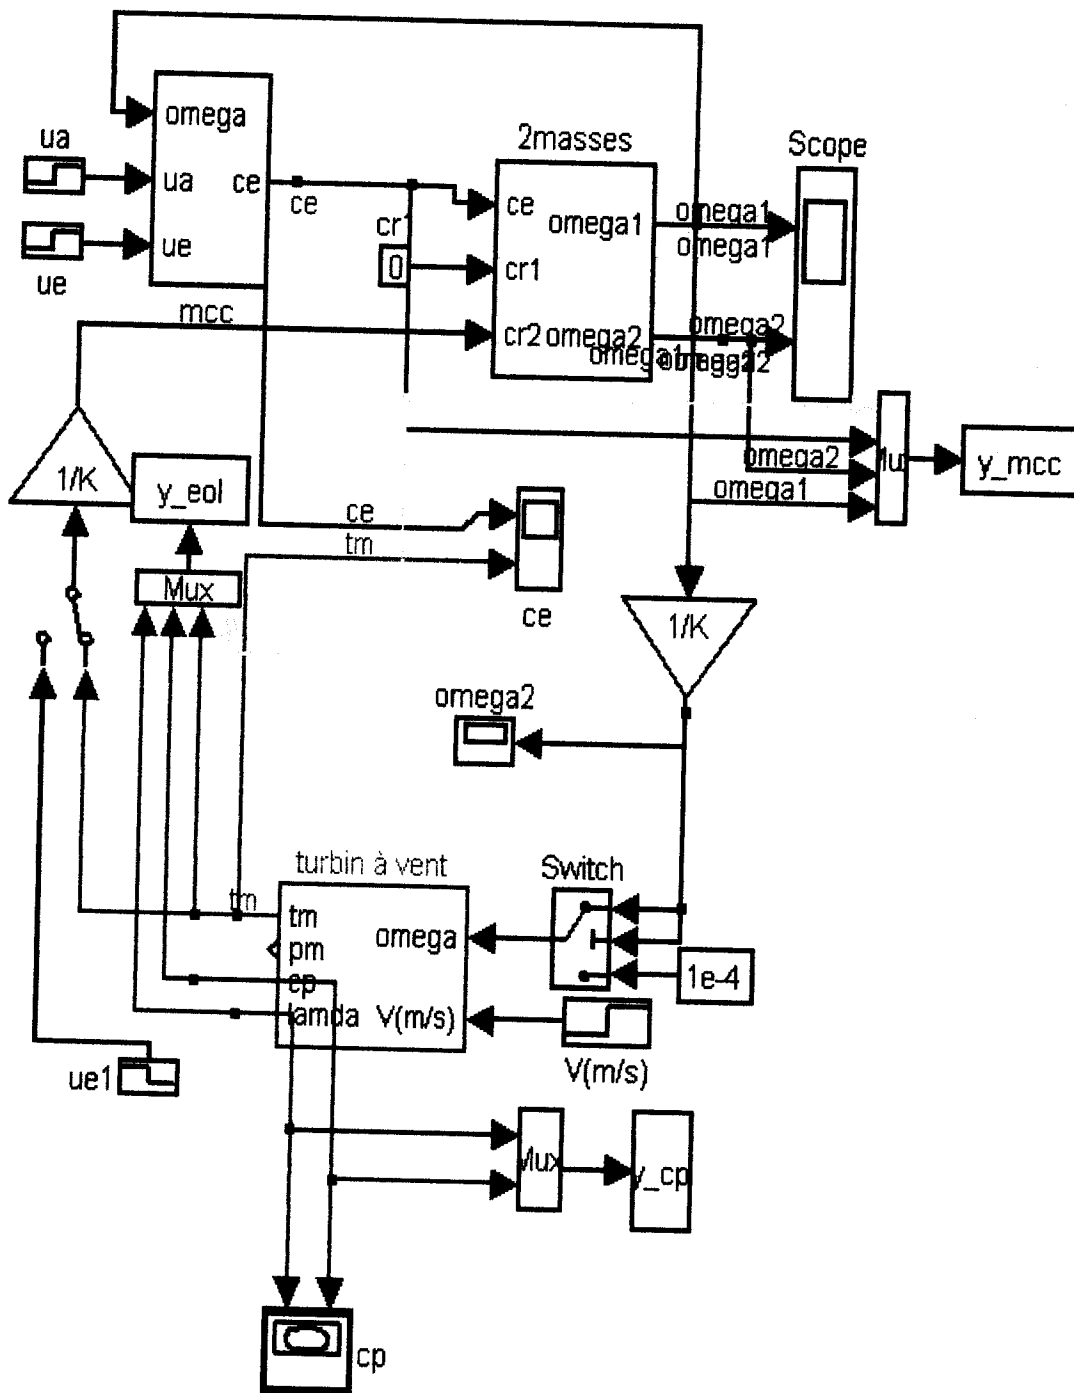 omega
ua
ua
ce
ue
ue
mcc
ce
cr1
0
2masses
ce
omega1
cr1
cr2
omega2
Scope
omega1
omega1
omega2
omega1
omega2
omega1
y_mcc
1/K
y_eol
Mux
ce
tm
ce
1/K
omega2
turbin à vent
tm
tm
pm
cp
lamda
omega
V(m/s)
Switch
1e-4
V(m/s)
ue1
Mux
y_cp
cp